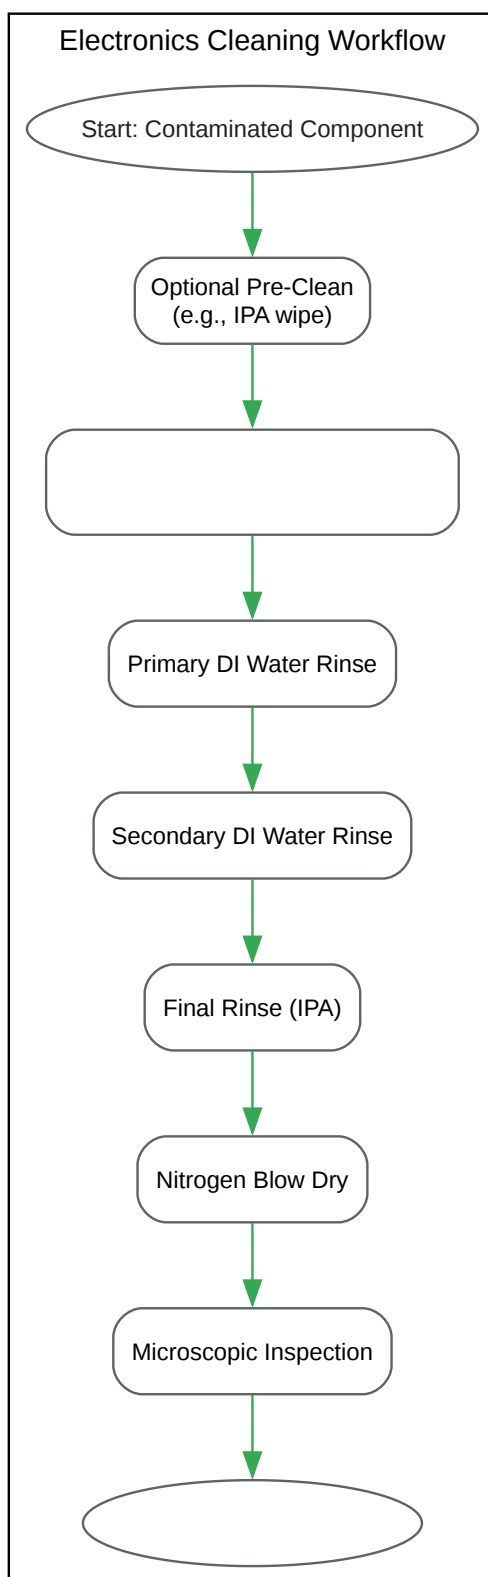 Electronics Cleaning Workflow
Start: Contaminated Component
Optional Pre-Clean
(e.g., IPA wipe)
Primary DI Water Rinse
Secondary DI Water Rinse
Final Rinse (IPA)
Nitrogen Blow Dry
Microscopic Inspection